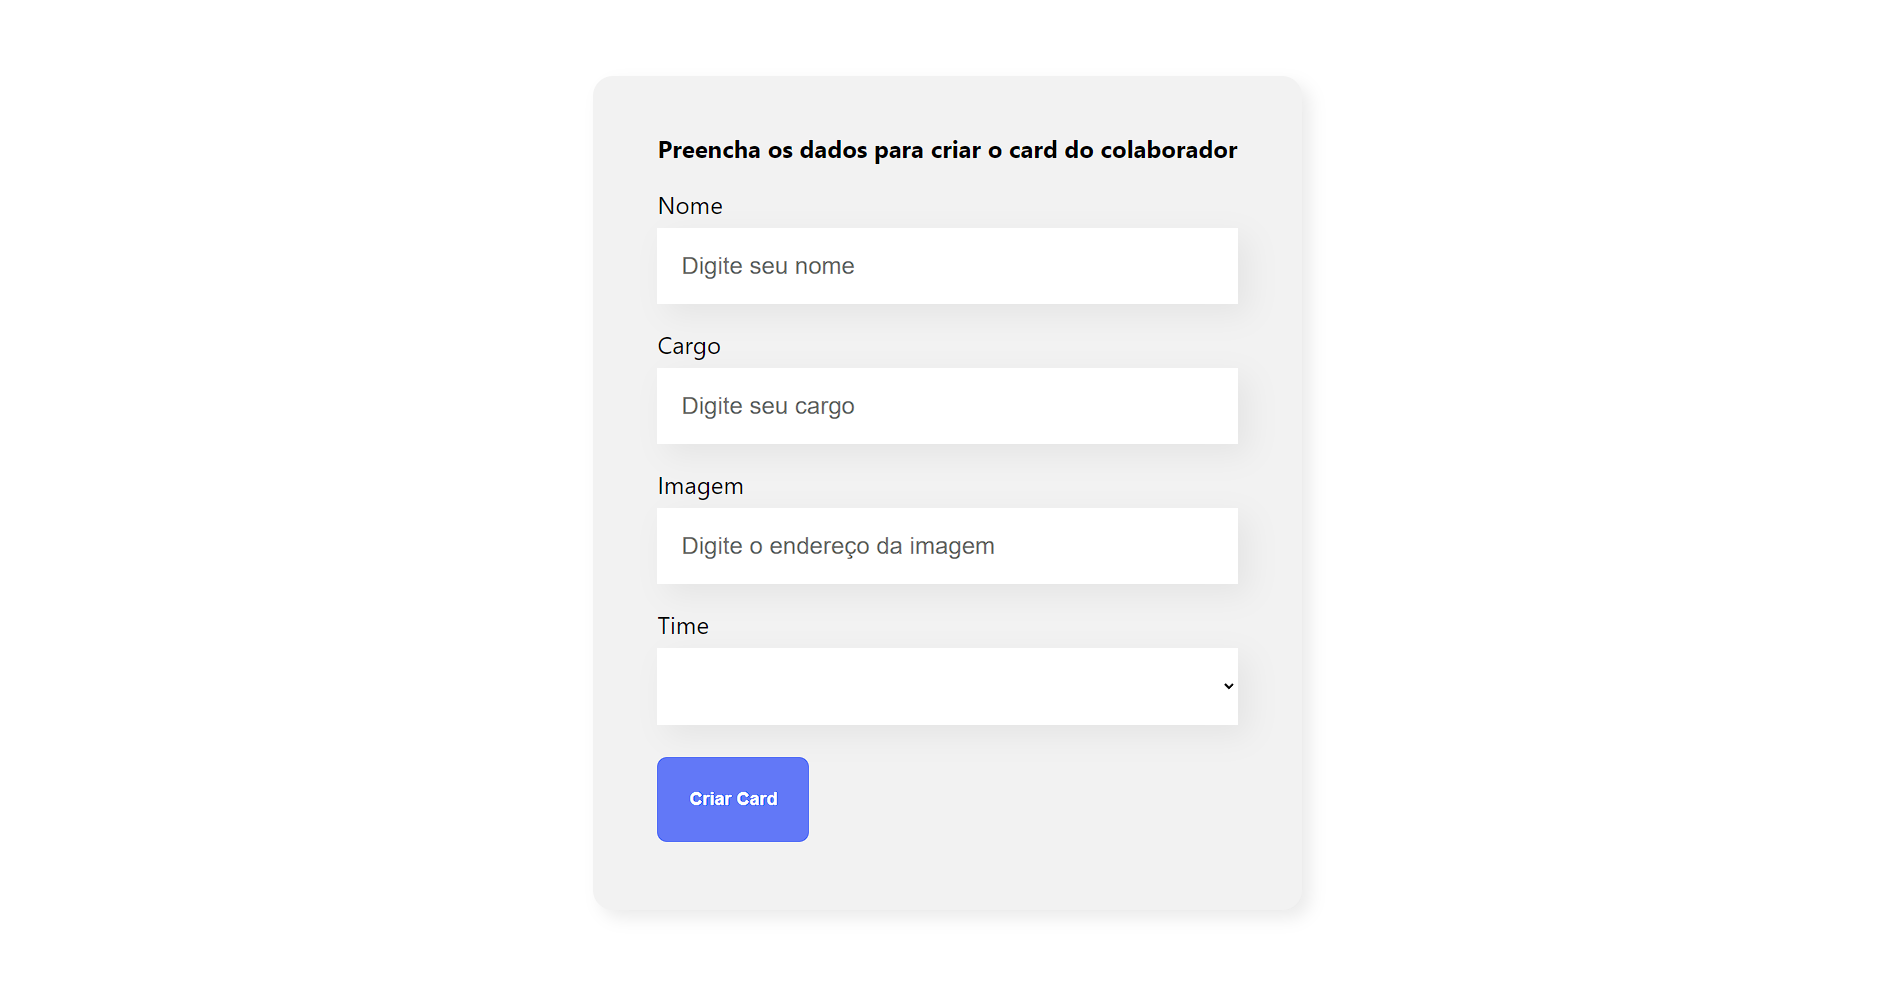 Preencha os dados para criar o card do colaborador
Nome
Digite seu nome
Cargo
Digite seu cargo
Imagem
Digite o endereço da imagem
Time
Criar Card